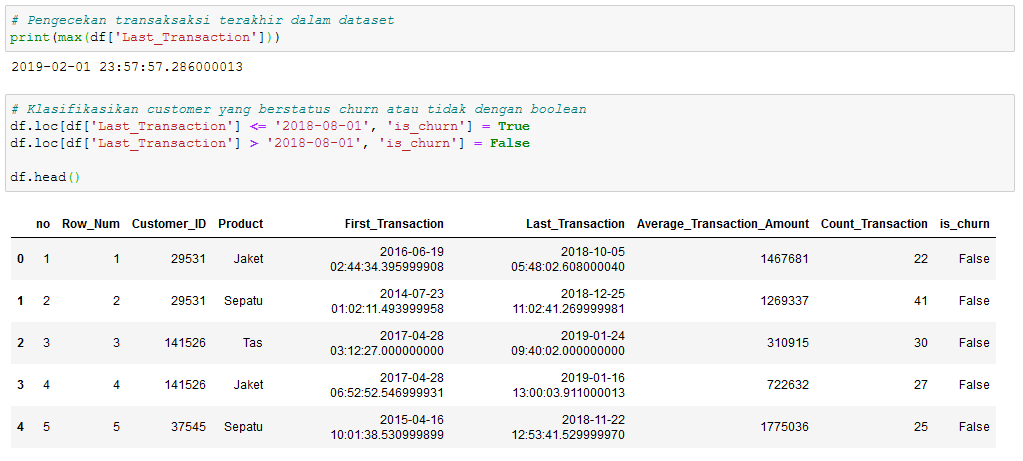 # Pengecekan transaksaksi terakhir dalam dataset
print(max(df['Last_Transaction']))
2019-02-01 23:57:57.286000013
# Klasifikasikan customer yang berstatus churn atau tidak dengan boolean
df.loc[df['Last_Transaction'] <= '2018-08-01', 'is_churn'] = True
df.loc[df['Last_Transaction'] > '2018-08-01', 'is_churn'] = False
df.head()
no Row_Num Customer_ID Product First_Transaction Last_Transaction Average_Transaction_Amount Count_Transaction is_churn
0 1 1 29531 Jaket 2016-06-19 02:44:34.395999908 2018-10-05 05:48:02.608000040 1467681 22 False
1 2 2 29531 Sepatu 2014-07-23 01:02:11.493999958 2018-12-25 11:02:41.269999981 1269337 41 False
2 3 3 141526 Tas 2017-04-28 03:12:27.000000000 2019-01-24 09:40:02.000000000 310915 30 False
3 4 4 141526 Jaket 2017-04-28 06:52:52.546999931 2019-01-16 13:00:03.911000013 722632 27 False
4 5 5 37545 Sepatu 2015-04-16 10:01:38.530999899 2018-11-22 12:53:41.529999970 1775036 25 False